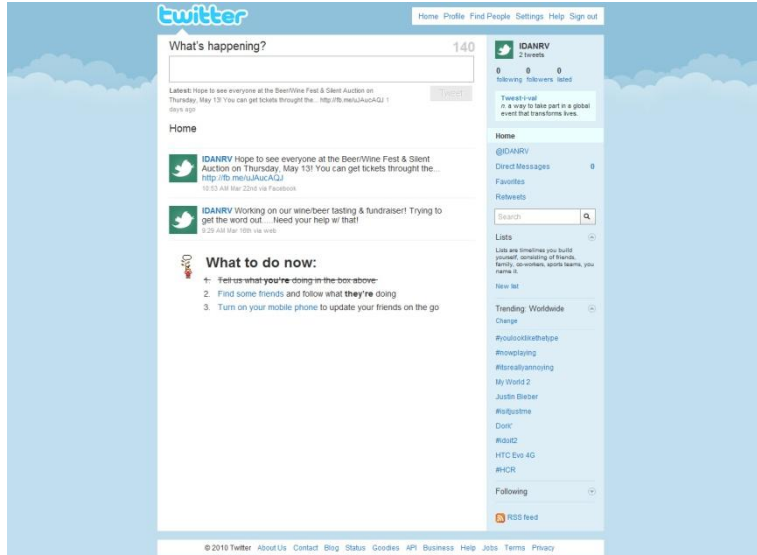 twitter
Home Profile Find People Settings Help Sign out
What's happening? 140
Latest: Hope to see everyone at the Beer/Wine Fest & Silent Auction on
Thursday, May 13! You can get tickets throught the... http://fb.me/uJAucAQJ 1
days ago
Tweet
Home
IDANRV Hope to see everyone at the Beer/Wine Fest & Silent
Auction on Thursday, May 13! You can get tickets throught the...
http://fb.me/uJAucAQJ
10:53 AM Mar 22nd via Facebook
IDANRV Working on our wine/beer tasting & fundraiser! Trying to
get the word out.....Need your help w/ that!
9:29 AM Mar 18th via web
What to do now:
1. Tell us what you're doing in the box above
2. Find some friends and follow what they're doing
3. Turn on your mobile phone to update your friends on the go
IDANRV
2 tweets
0 0 0
following followers listed
Twest·i·val
n. a way to take part in a global
event that transforms lives.
Home
@IDANRV
Direct Messages 0
Favorites
Retweets
Search
Lists
Lists are timelines you build
yourself, consisting of friends,
family, co-workers, sports teams, you
name it.
New list
Trending: Worldwide
Change
#youlooklikethetype
#nowplaying
#itsreallyannoying
My World 2
Justin Bieber
#isitjustme
Dork'
#idoit2
HTC Evo 4G
#HCR
Following
RSS feed
© 2010 Twitter About Us Contact Blog Status Goodies API Business Help Jobs Terms Privacy